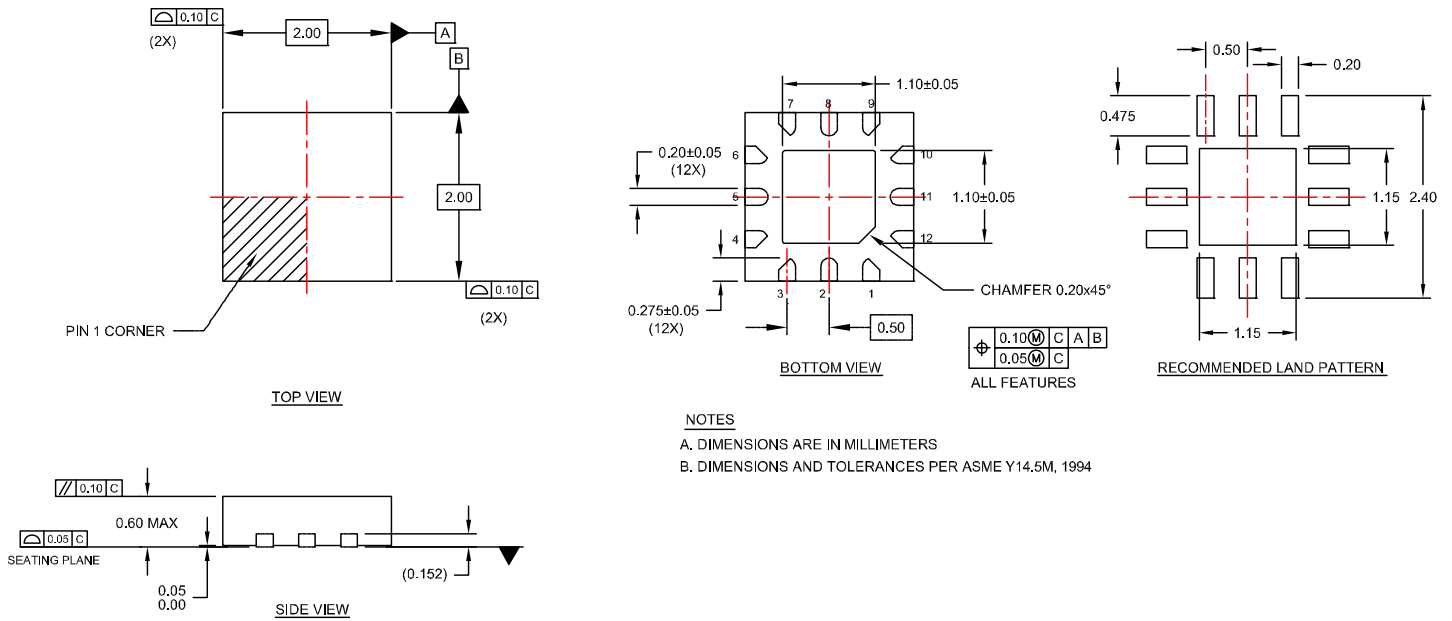 0.10 C
(2X)
2.00
A
B
2.00
0.10 C
(2X)
PIN 1 CORNER
TOP VIEW
// 0.10 C
0.60 MAX
0.05 C
SEATING PLANE
0.05
0.00
(0.152)
SIDE VIEW
1.10±0.05
7 8 9
0.20±0.05
(12X)
6
5
4
10
11
12
1.10±0.05
3 2 1
0.275±0.05
(12X)
0.50
CHAMFER 0.20x45°
BOTTOM VIEW
0.10Ⓜ C A B
0.05Ⓜ C
ALL FEATURES
0.50
0.20
0.475
1.15
2.40
1.15
RECOMMENDED LAND PATTERN
NOTES
A. DIMENSIONS ARE IN MILLIMETERS
B. DIMENSIONS AND TOLERANCES PER ASME Y14.5M, 1994